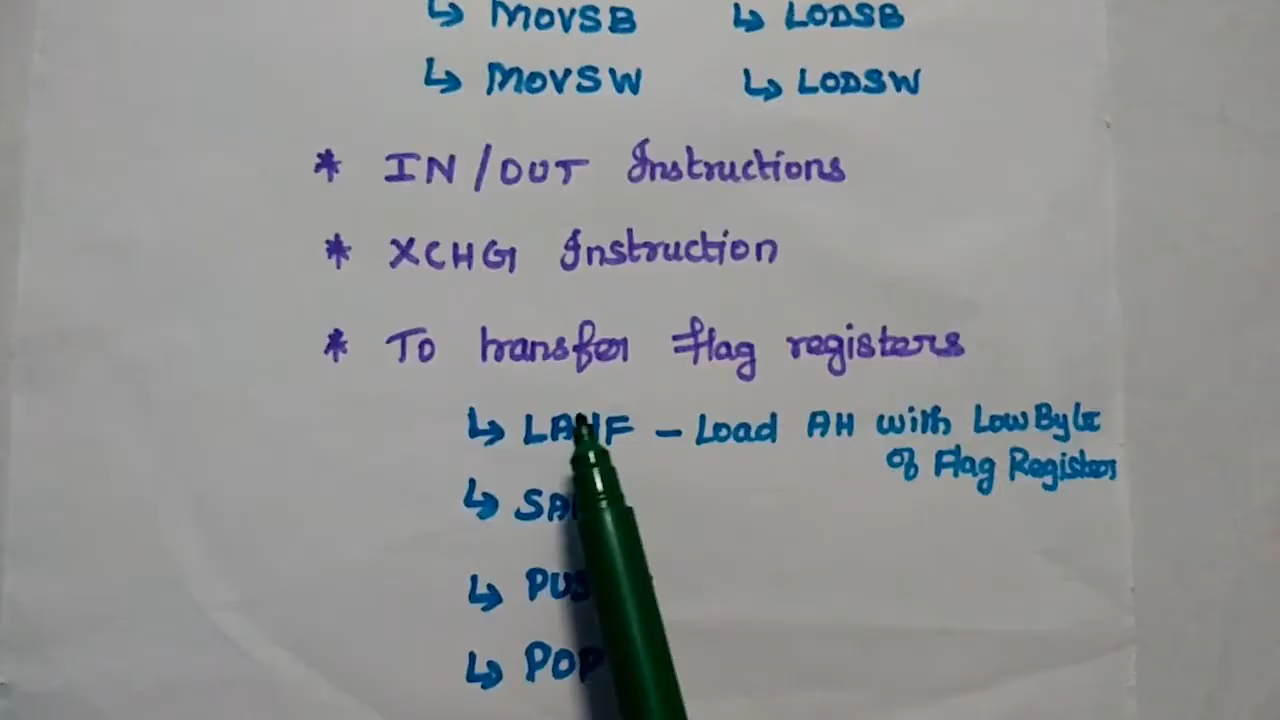 ↳ MOVSB ↳ LODSB
↳ MOVSW ↳ LODSW
* IN/OUT Instructions
* XCHG Instruction
* To transfer flag registers
↳ LAHF - Load AH with Low Byte
of Flag Register
↳
↳
↳